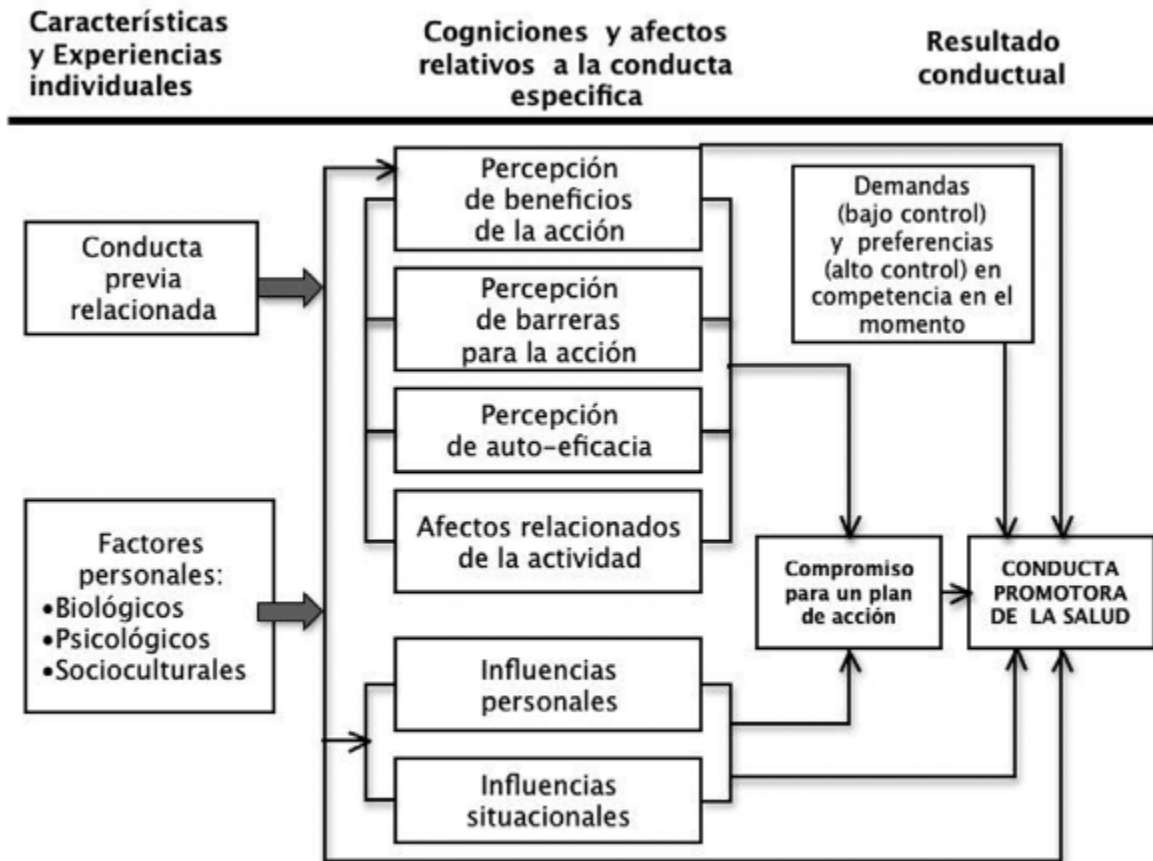 Características
y Experiencias
individuales
Cogniciones y afectos
relativos a la conducta
especifica
Resultado
conductual
Conducta
previa
relacionada
Factores
personales:
•Biológicos
•Psicológicos
•Socioculturales
Percepción
de beneficios
de la acción
Percepción
de barreras
para la acción
Percepción
de auto-eficacia
Afectos relacionados
de la actividad
Influencias
personales
Influencias
situacionales
Demandas
(bajo control)
y preferencias
(alto control) en
competencia en el
momento
Compromiso
para un plan
de acción
CONDUCTA
PROMOTORA
DE LA SALUD